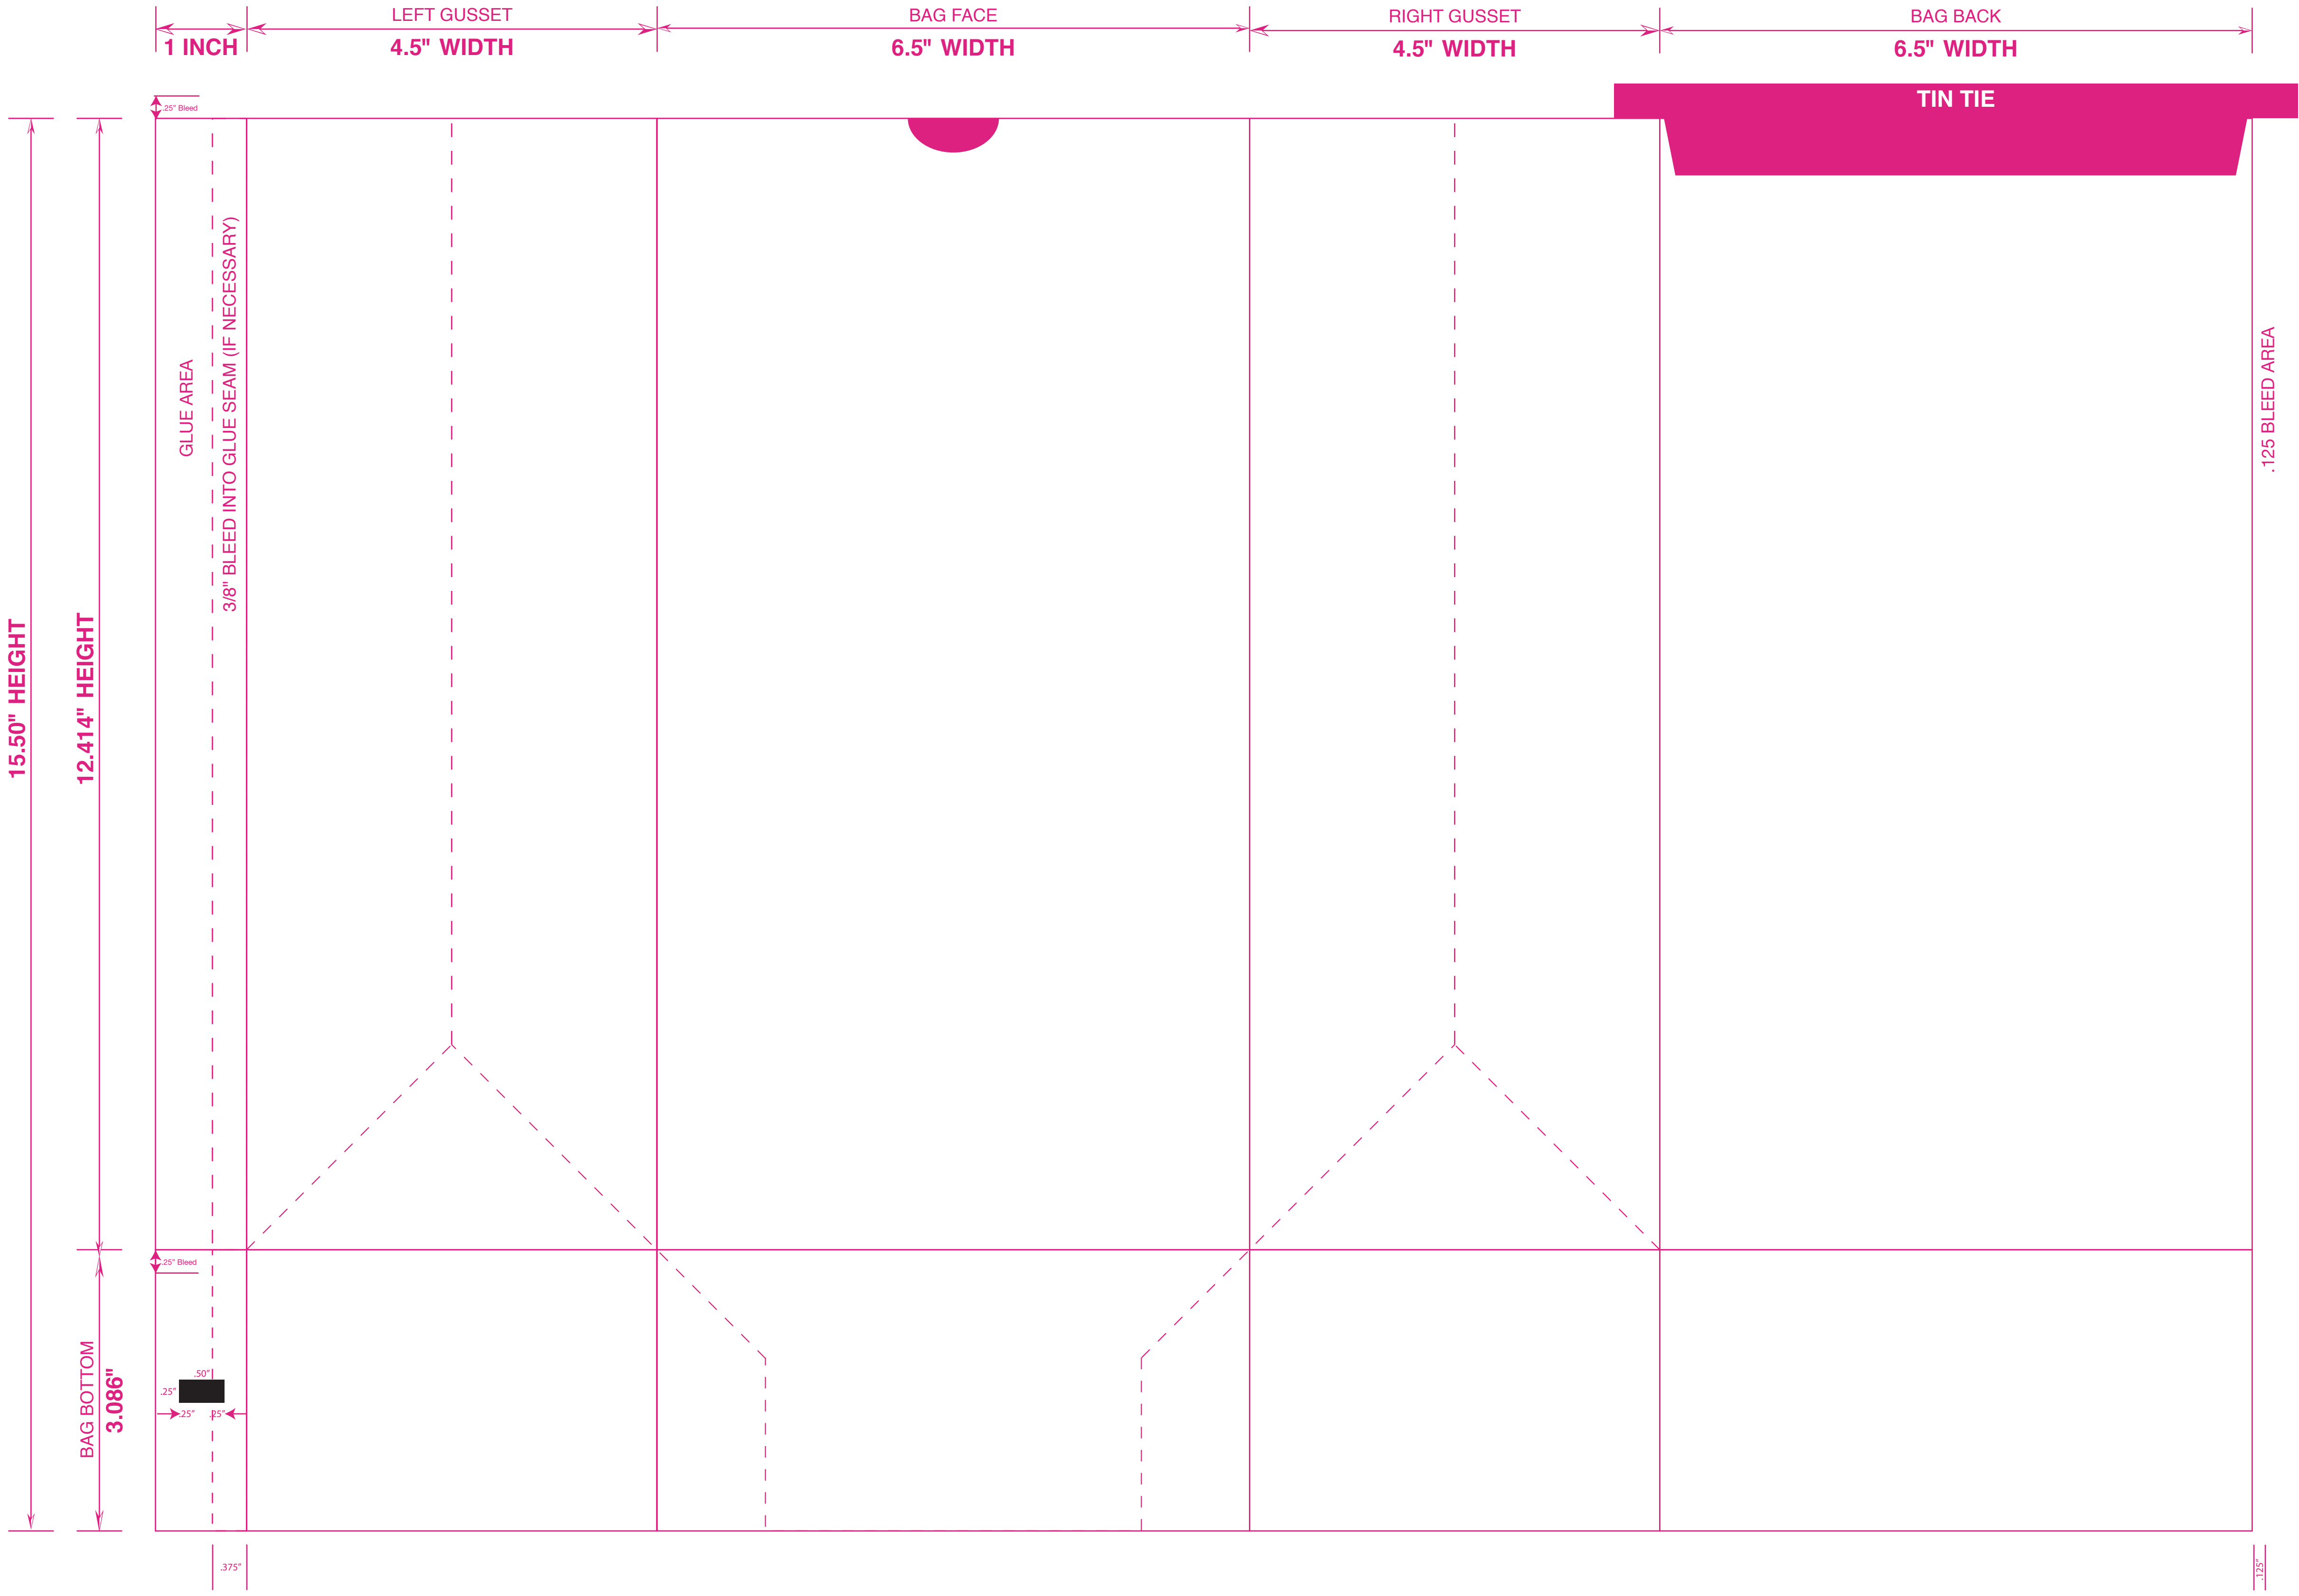 LEFT GUSSET
BAG FACE
RIGHT GUSSET
BAG BACK
1 INCH
4.5" WIDTH
6.5" WIDTH
4.5" WIDTH
6.5" WIDTH
TIN TIE
.25" Bleed
GLUE AREA
3/8" BLEED INTO GLUE SEAM (IF NECESSARY)
.125 BLEED AREA
15.50" HEIGHT
12.414" HEIGHT
.25" Bleed
BAG BOTTOM
3.086"
.50"
.25"
.25"
.25"
.375"
.125"